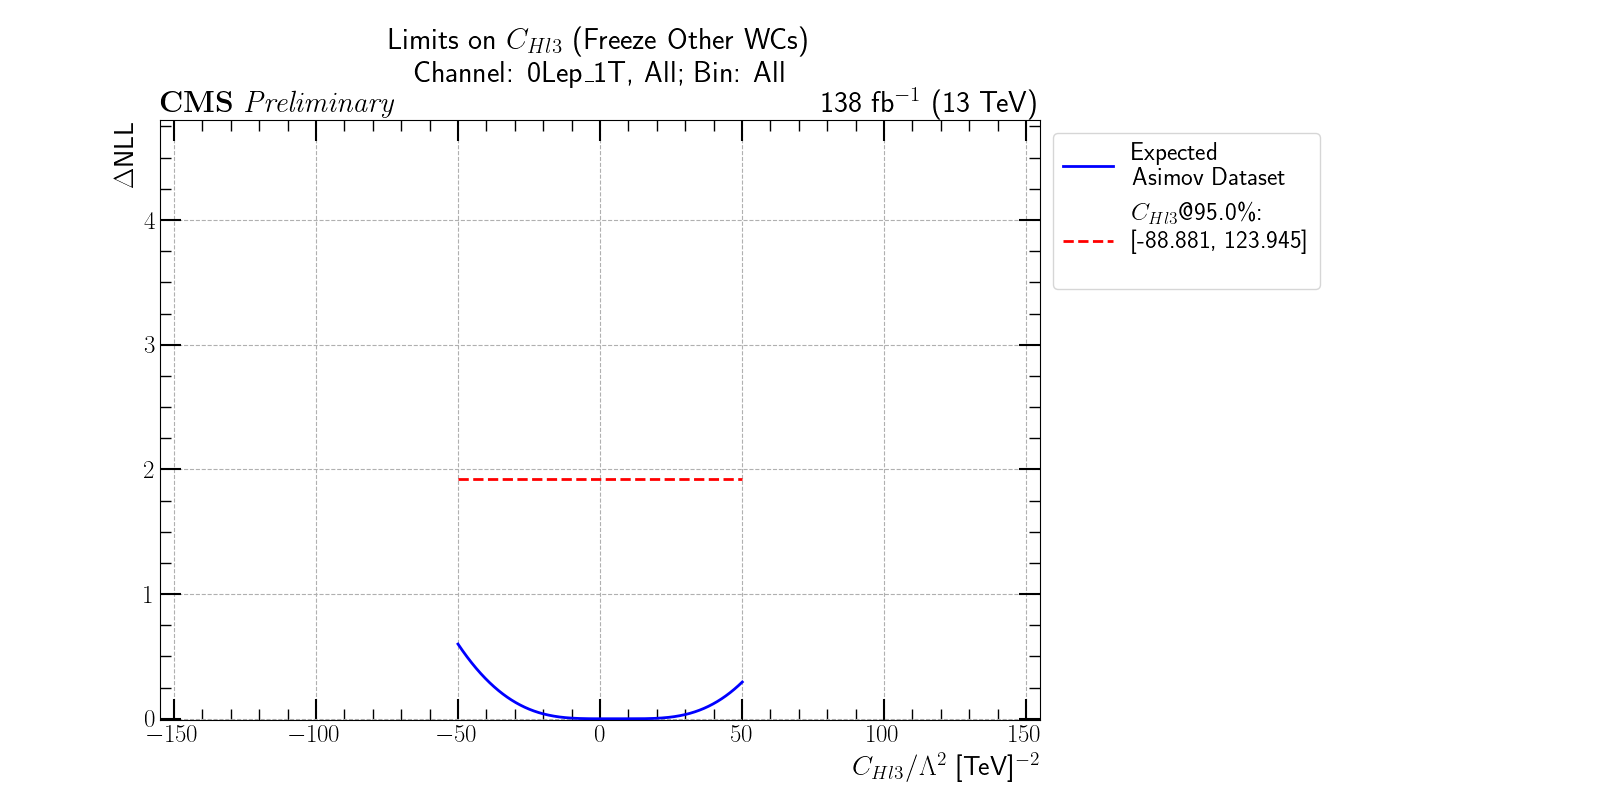 Limits on C_{Hl3} (Freeze Other WCs)
Channel: 0Lep_1T, All; Bin: All
CMS Preliminary 138 fb^{-1} (13 TeV)
ΔNLL
4
3
2
1
0
−150 −100 −50 0 50 100 150
C_{Hl3}/Λ^2 [TeV]^{-2}
Expected
Asimov Dataset
C_{Hl3}@95.0%:
[-88.881, 123.945]